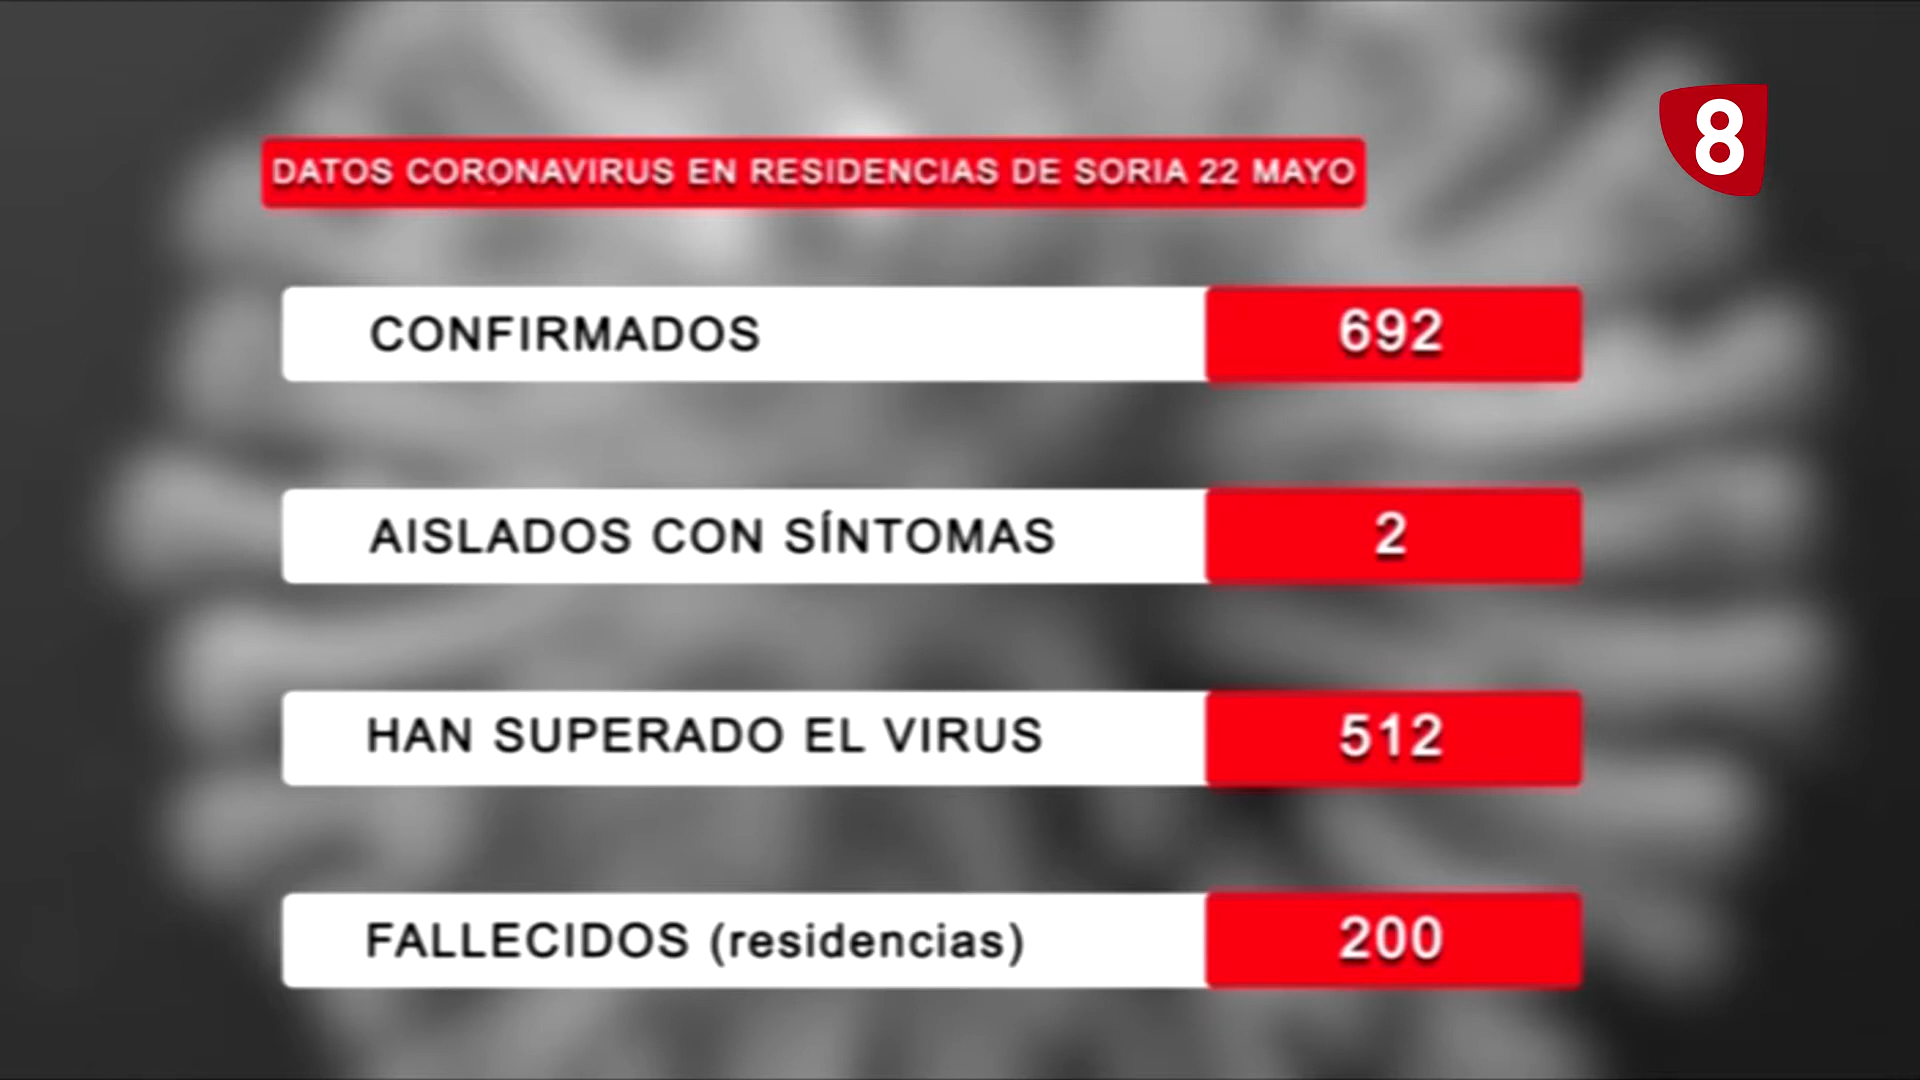 8
DATOS CORONAVIRUS EN RESIDENCIAS DE SORIA 22 MAYO
CONFIRMADOS 692
AISLADOS CON SÍNTOMAS 2
HAN SUPERADO EL VIRUS 512
FALLECIDOS (residencias) 200